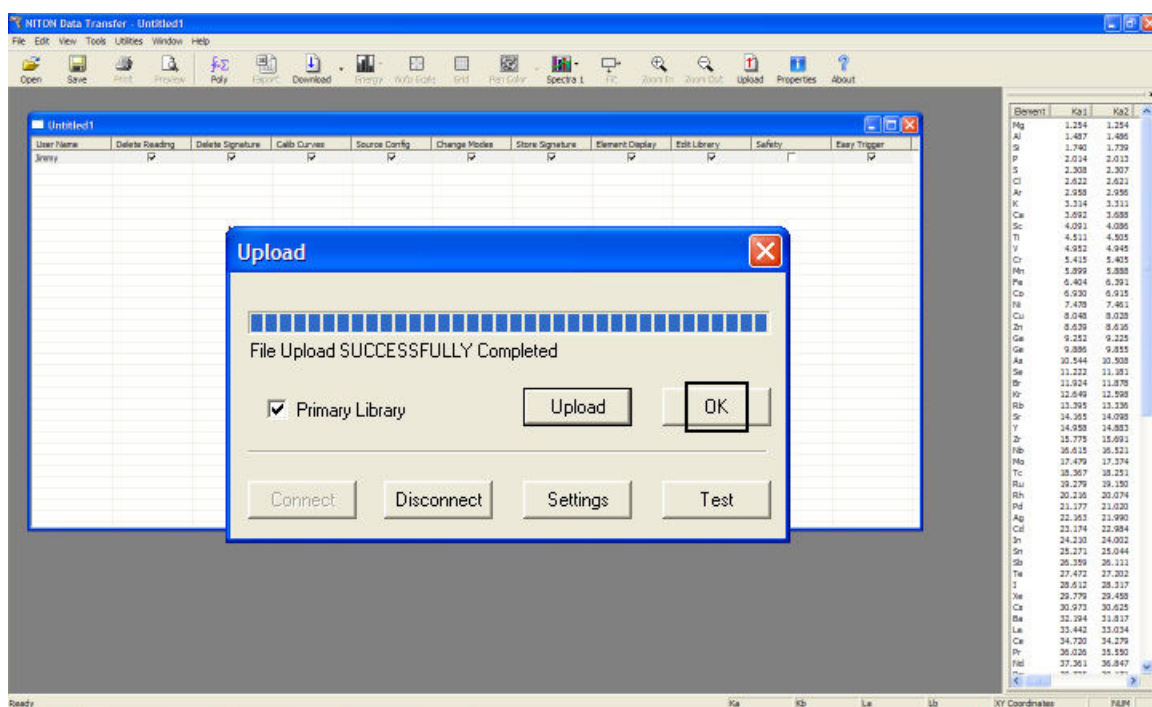 NITON Data Transfer - Untitled1
File Edit View Tools Utilities Window Help
Open Save Print Preview Poly Export Download Energy Grid Pen Color Spectra 1 Fit Zoom In Zoom Out Upload Properties About
Untitled1
User Name Delete Reading Delete Signature Calib Curves Source Config Change Modes Store Signature Element Display Edit Library Safety Easy Trigger
Jimmy
Upload
File Upload SUCCESSFULLY Completed
Primary Library Upload OK
Connect Disconnect Settings Test
Element Ka1 Ka2
Mg 1.254 1.254
Al 1.487 1.486
Si 1.740 1.739
P 2.014 2.013
S 2.308 2.307
Cl 2.622 2.621
Ar 2.958 2.956
K 3.314 3.311
Ca 3.692 3.688
Sc 4.091 4.086
Ti 4.511 4.505
V 4.952 4.945
Cr 5.415 5.405
Mn 5.899 5.888
Fe 6.404 6.391
Co 6.930 6.915
Ni 7.478 7.461
Cu 8.048 8.028
Zn 8.639 8.616
Ga 9.252 9.225
Ge 9.886 9.855
As 10.544 10.508
Se 11.222 11.181
Br 11.924 11.878
Kr 12.649 12.598
Rb 13.395 13.336
Sr 14.165 14.098
Y 14.958 14.883
Zr 15.775 15.691
Nb 16.615 16.521
Mo 17.479 17.374
Tc 18.367 18.251
Ru 19.279 19.150
Rh 20.216 20.074
Pd 21.177 21.020
Ag 22.163 21.990
Cd 23.174 22.984
In 24.210 24.002
Sn 25.271 25.044
Sb 26.359 26.111
Te 27.472 27.202
I 28.612 28.317
Xe 29.779 29.458
Cs 30.973 30.625
Ba 32.194 31.817
La 33.442 33.034
Ce 34.720 34.279
Pr 36.026 35.550
Nd 37.361 36.847
Ready Ka Kb La Lb XY Coordinates NUM